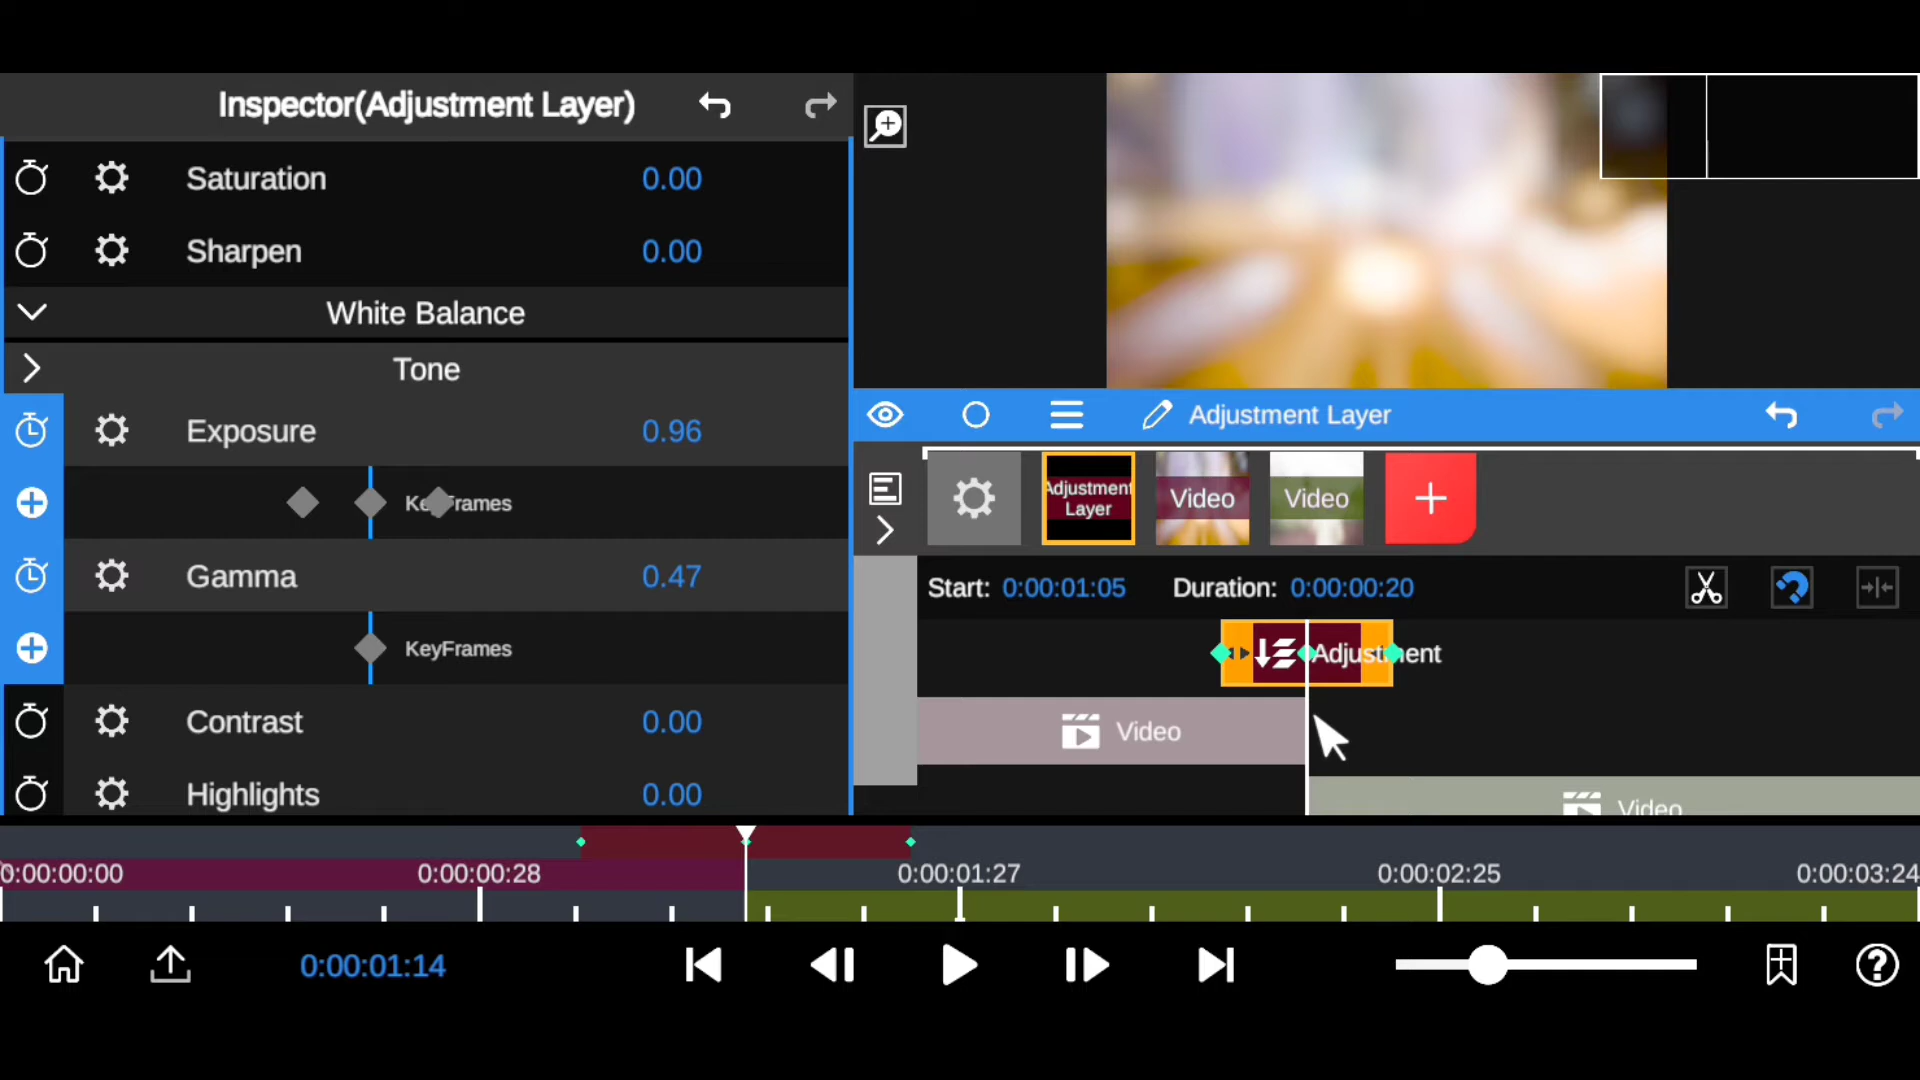 Inspector(Adjustment Layer)
Saturation 0.00
Sharpen 0.00
White Balance
Tone
Exposure 0.96
KeyFrames
Gamma 0.47
KeyFrames
Contrast 0.00
Highlights 0.00
Adjustment Layer
Adjustment
Layer
Video
Video
Start: 0:00:01:05 Duration: 0:00:00:20
Adjustment
Video
Video
0:00:00:00 0:00:00:28 0:00:01:27 0:00:02:25 0:00:03:24
0:00:01:14